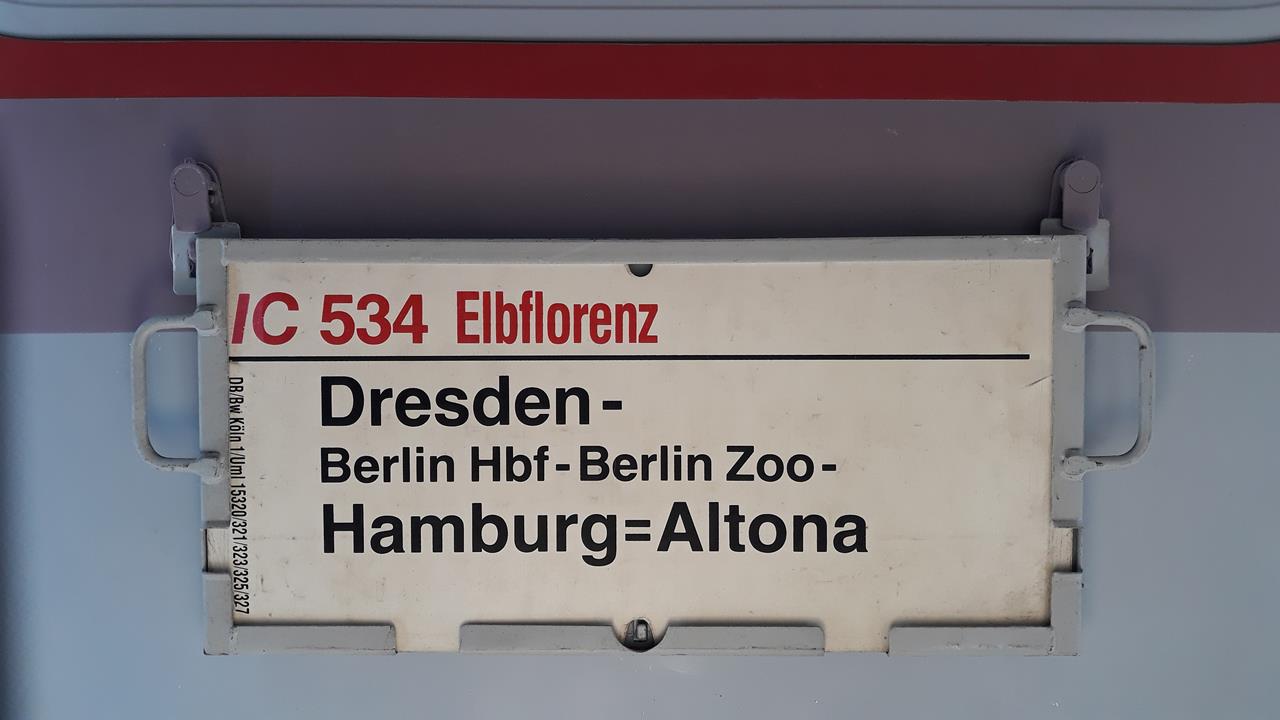 IC 534 Elbflorenz
Dresden-
Berlin Hbf-Berlin Zoo-
Hamburg=Altona
DB/Bw Köln 1/Uml 15320/321/323/325/327